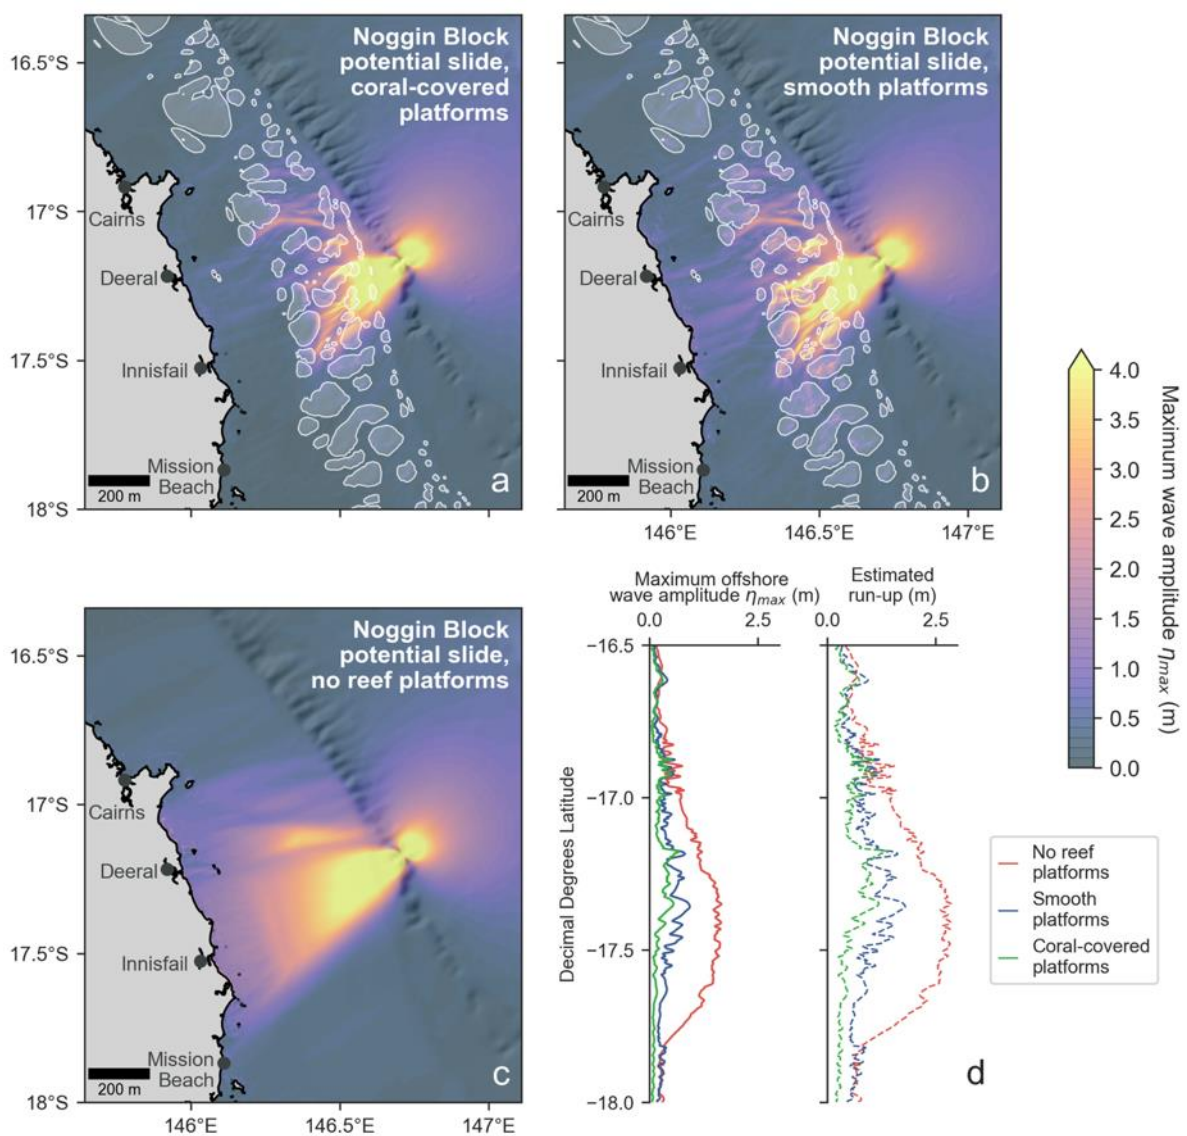 Noggin Block
potential slide,
coral-covered
platforms
16.5°S
17°S
17.5°S
18°S
Cairns
Deeral
Innisfail
Mission
Beach
200 m
a
Noggin Block
potential slide,
smooth platforms
Cairns
Deeral
Innisfail
Mission
Beach
200 m
b
146°E
146.5°E
147°E
4.0
3.5
3.0
2.5
2.0
1.5
1.0
0.5
0.0
Maximum wave amplitude ηmax (m)
Noggin Block
potential slide,
no reef platforms
16.5°S
17°S
17.5°S
18°S
Cairns
Deeral
Innisfail
Mission
Beach
200 m
c
146°E
146.5°E
147°E
Maximum offshore
wave amplitude ηmax (m)
0.0 2.5
Estimated
run-up (m)
0.0 2.5
−16.5
−17.0
−17.5
−18.0
Decimal Degrees Latitude
d
No reef
platforms
Smooth
platforms
Coral-covered
platforms